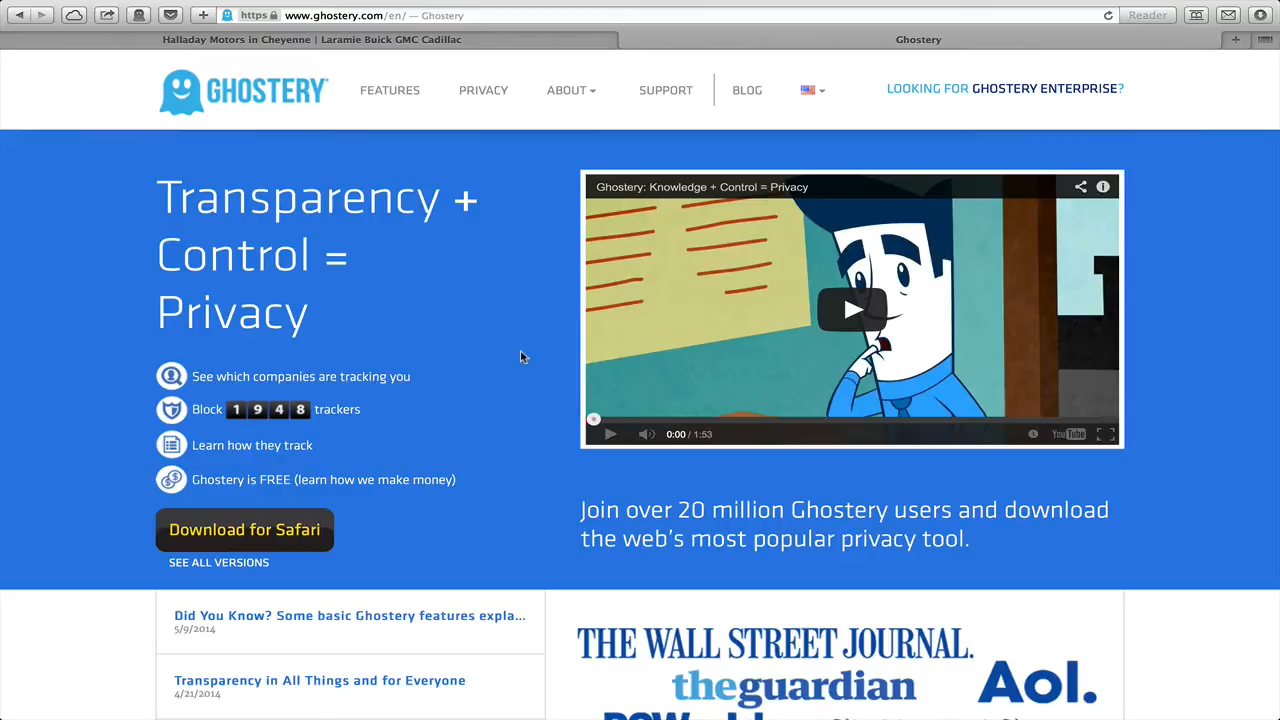 https www.ghostery.com/en/ — Ghostery
Reader
Halladay Motors in Cheyenne | Laramie Buick GMC Cadillac
Ghostery
GHOSTERY
FEATURES PRIVACY ABOUT SUPPORT BLOG
LOOKING FOR GHOSTERY ENTERPRISE?
Transparency +
Control =
Privacy
See which companies are tracking you
Block 1948 trackers
Learn how they track
Ghostery is FREE (learn how we make money)
Download for Safari
SEE ALL VERSIONS
Ghostery: Knowledge + Control = Privacy
0:00 / 1:53
YouTube
Join over 20 million Ghostery users and download
the web's most popular privacy tool.
Did You Know? Some basic Ghostery features expla...
5/9/2014
Transparency in All Things and for Everyone
4/21/2014
THE WALL STREET JOURNAL.
theguardian
Aol.